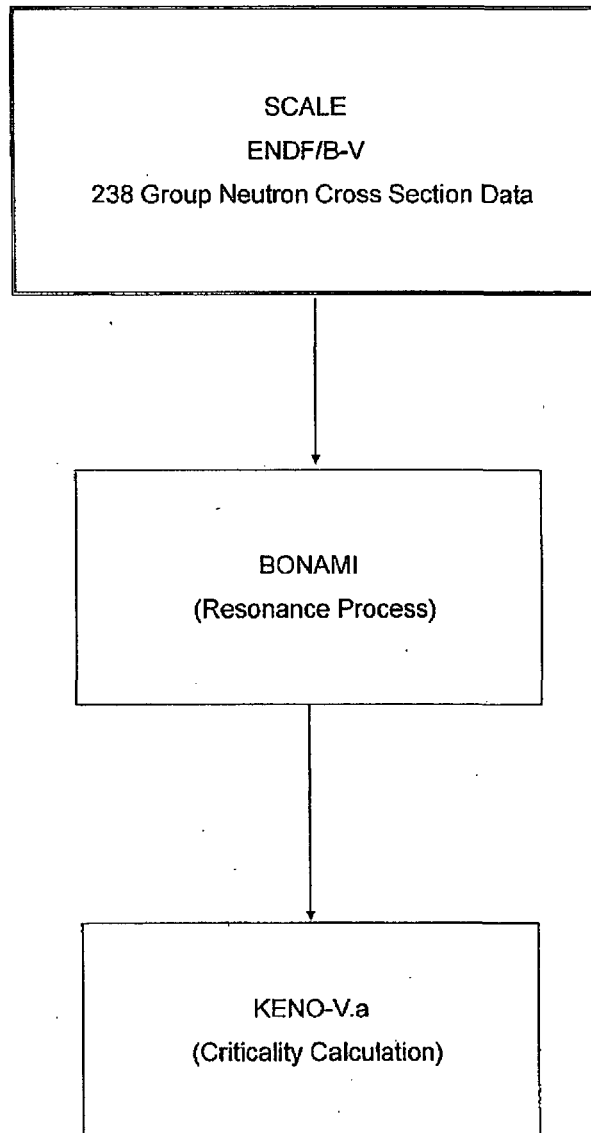 SCALE
ENDF/B-V
238 Group Neutron Cross Section Data
BONAMI
(Resonance Process)
KENO-V.a
(Criticality Calculation)